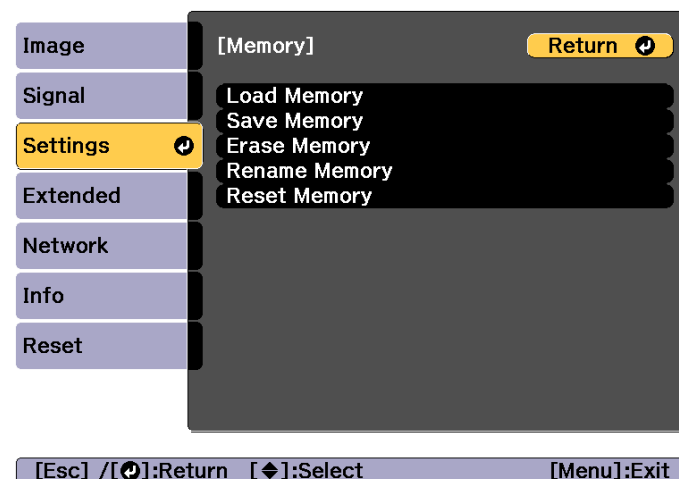 Image
Signal
Settings
Extended
Network
Info
Reset
[Memory]
Return
Load Memory
Save Memory
Erase Memory
Rename Memory
Reset Memory
[Esc] /[⏎]:Return [◆]:Select [Menu]:Exit